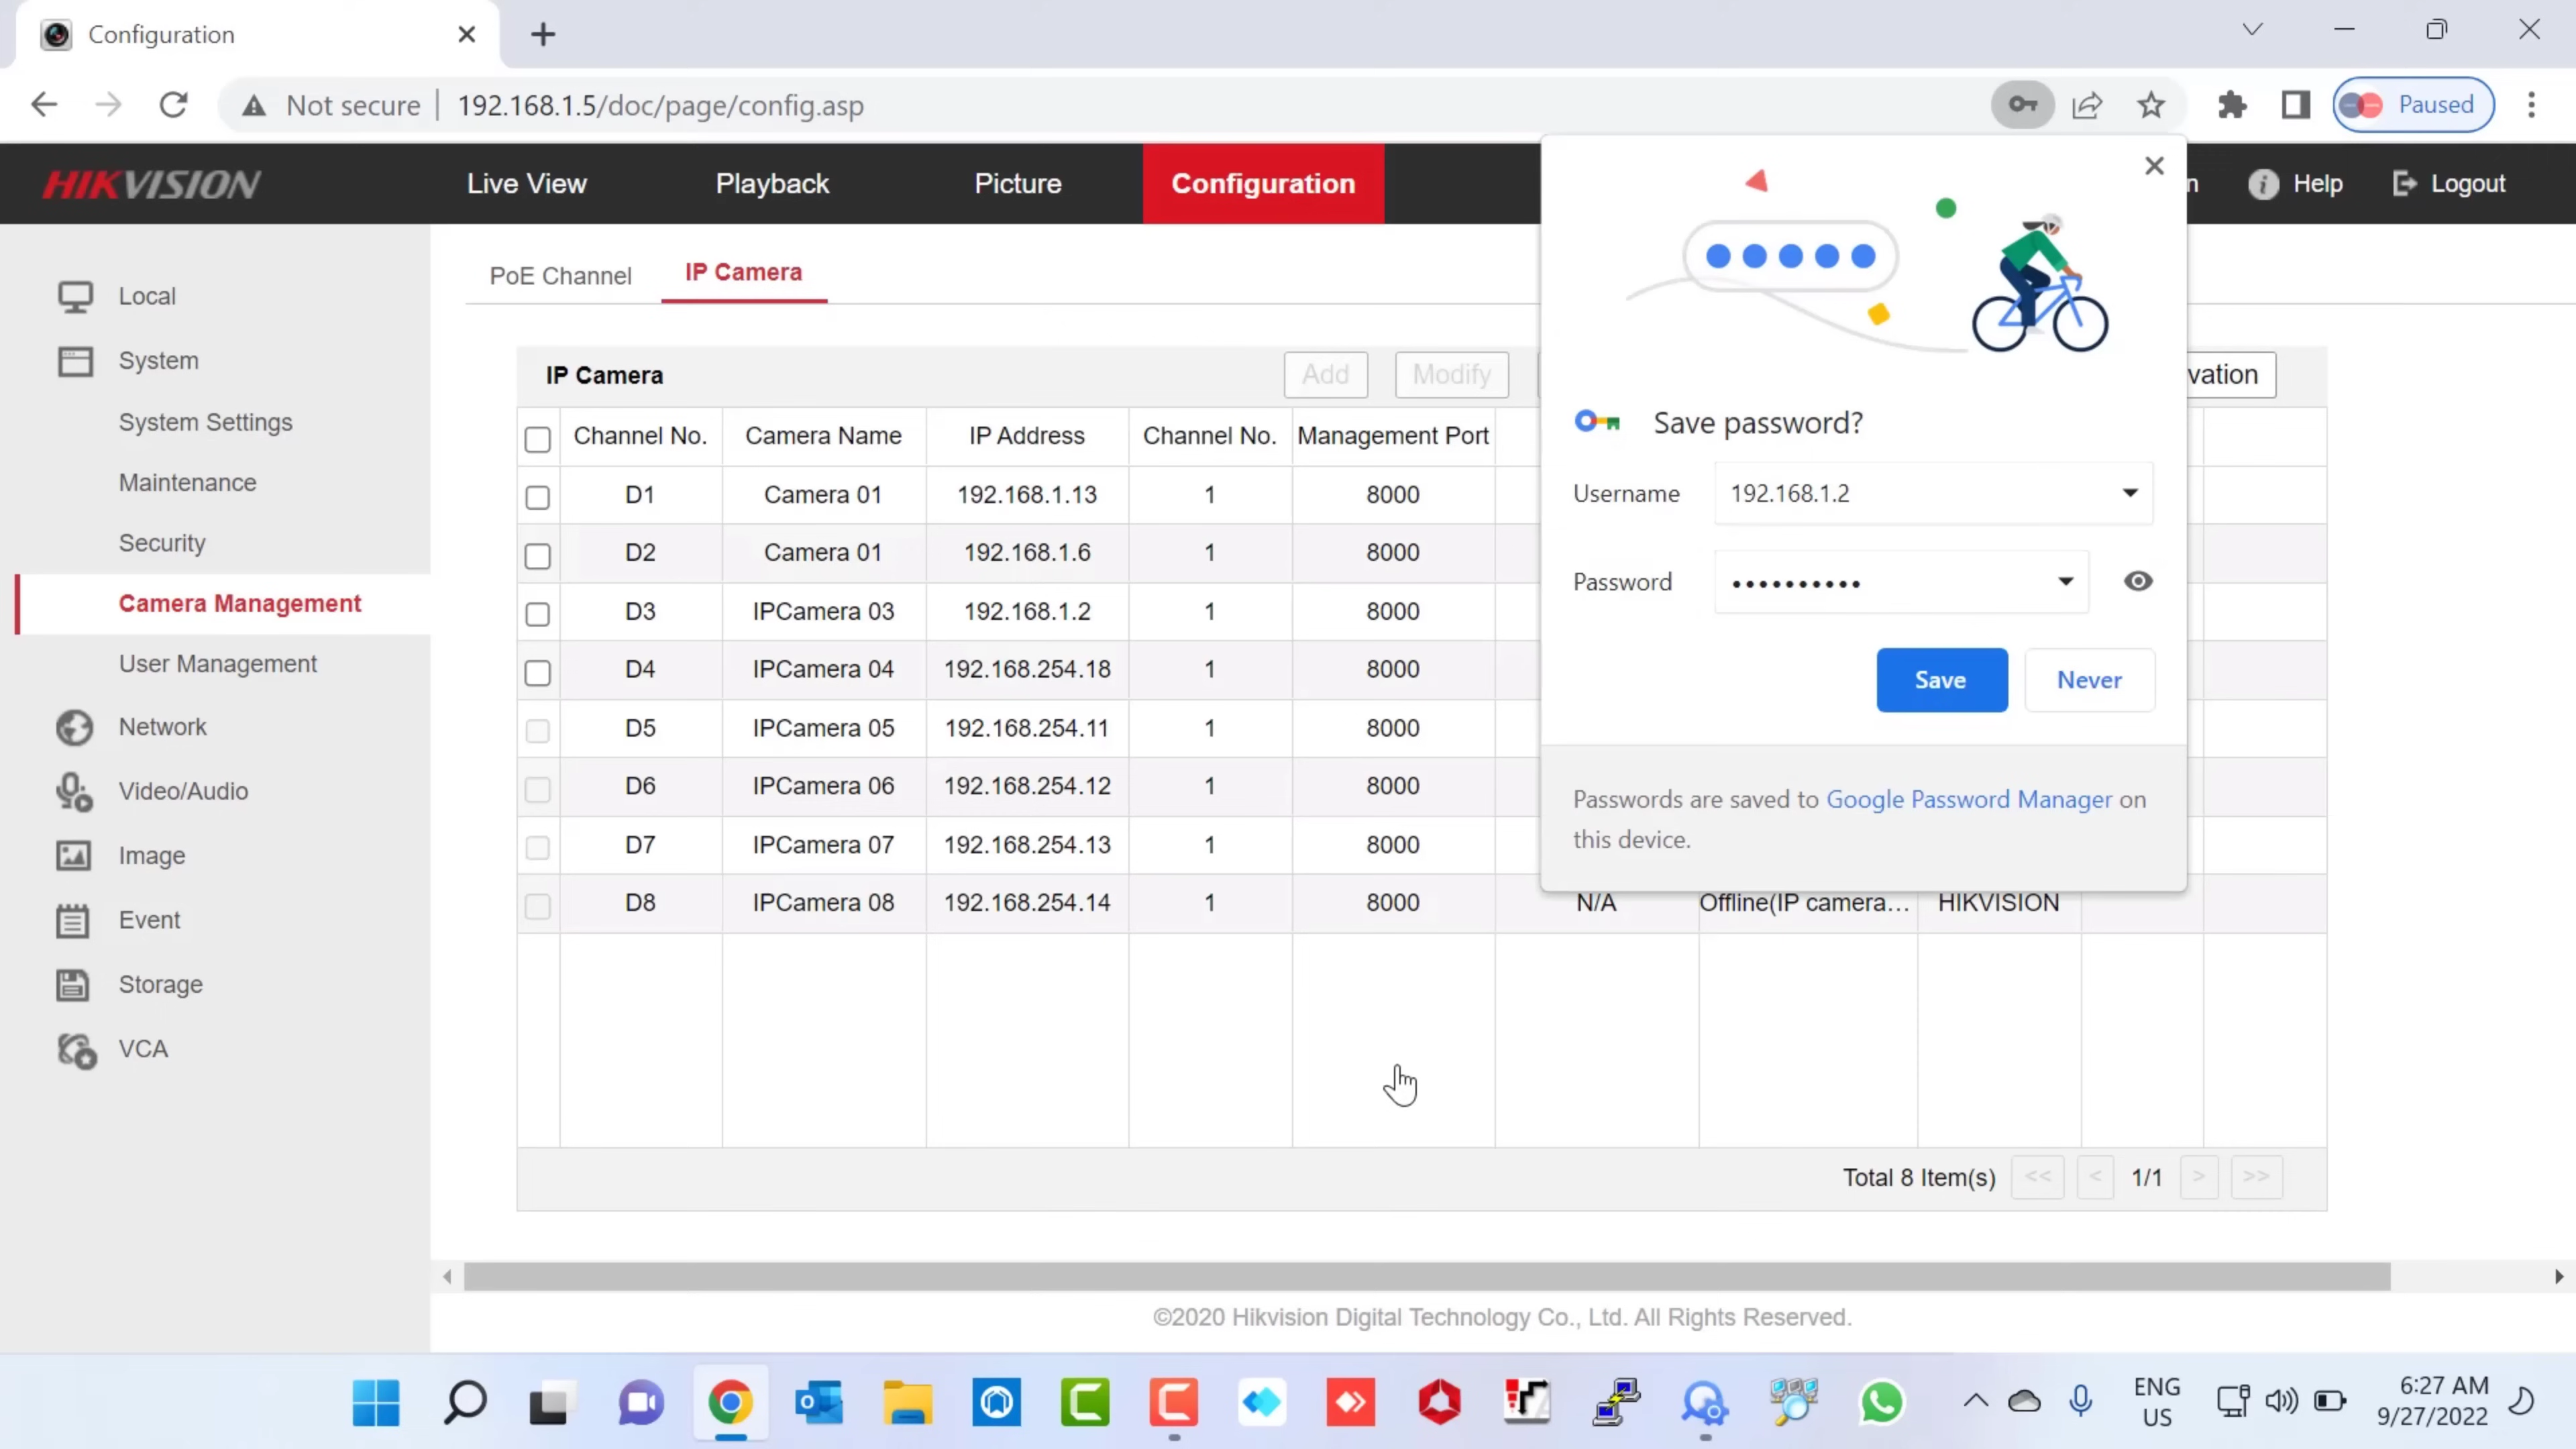 Configuration
Not secure | 192.168.1.5/doc/page/config.asp
Paused
HIKVISION
Live View
Playback
Picture
Configuration
n
Help
Logout
Local
System
System Settings
Maintenance
Security
Camera Management
User Management
Network
Video/Audio
Image
Event
Storage
VCA
PoE Channel
IP Camera
IP Camera
Add
Modify
vation
Channel No. Camera Name IP Address Channel No. Management Port
D1 Camera 01 192.168.1.13 1 8000
D2 Camera 01 192.168.1.6 1 8000
D3 IPCamera 03 192.168.1.2 1 8000
D4 IPCamera 04 192.168.254.18 1 8000
D5 IPCamera 05 192.168.254.11 1 8000
D6 IPCamera 06 192.168.254.12 1 8000
D7 IPCamera 07 192.168.254.13 1 8000
D8 IPCamera 08 192.168.254.14 1 8000 N/A Offline(IP camera... HIKVISION
Total 8 Item(s) << < 1/1 > >>
Save password?
Username 192.168.1.2
Password ••••••••••
Save
Never
Passwords are saved to Google Password Manager on
this device.
©2020 Hikvision Digital Technology Co., Ltd. All Rights Reserved.
ENG
US
6:27 AM
9/27/2022